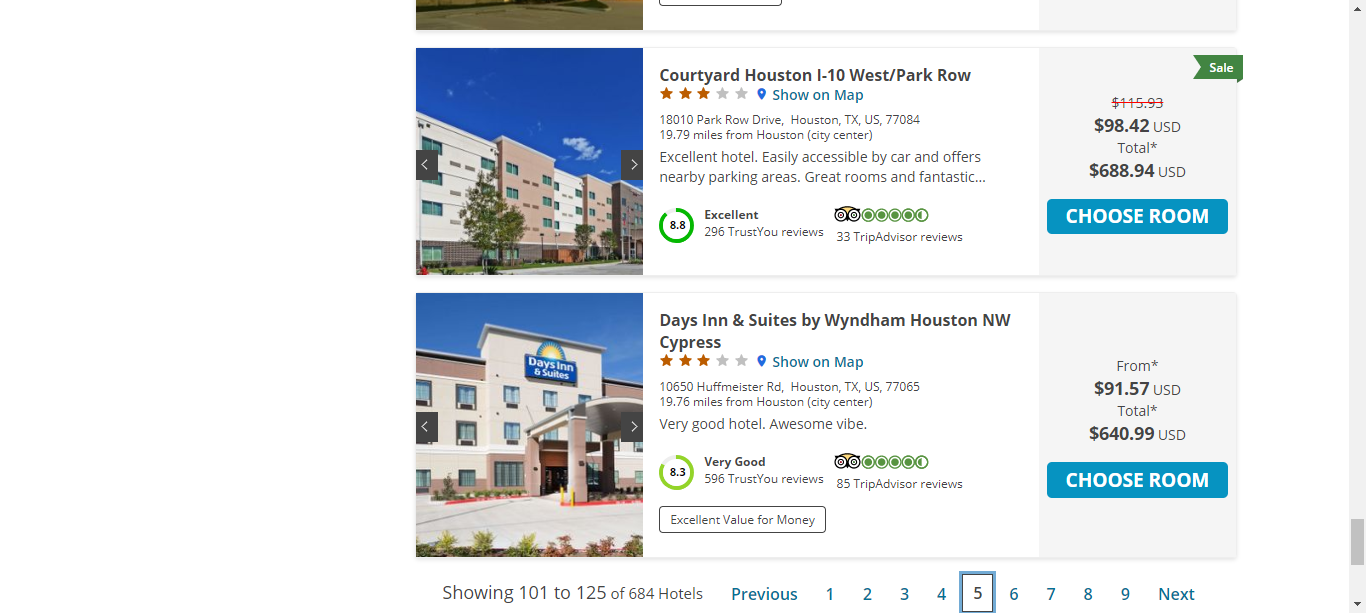 Courtyard Houston I-10 West/Park Row
Show on Map
18010 Park Row Drive,  Houston, TX, US, 77084
19.79 miles from Houston (city center)
Excellent hotel. Easily accessible by car and offers
nearby parking areas. Great rooms and fantastic...
8.8
Excellent
296 TrustYou reviews
33 TripAdvisor reviews
Sale
$115.93
$98.42 USD
Total*
$688.94 USD
CHOOSE ROOM
Days Inn
& Suites
Days Inn & Suites by Wyndham Houston NW
Cypress
Show on Map
10650 Huffmeister Rd,  Houston, TX, US, 77065
19.76 miles from Houston (city center)
Very good hotel. Awesome vibe.
8.3
Very Good
596 TrustYou reviews
85 TripAdvisor reviews
Excellent Value for Money
From*
$91.57 USD
Total*
$640.99 USD
CHOOSE ROOM
Showing 101 to 125 of 684 Hotels Previous 1 2 3 4 5 6 7 8 9 Next